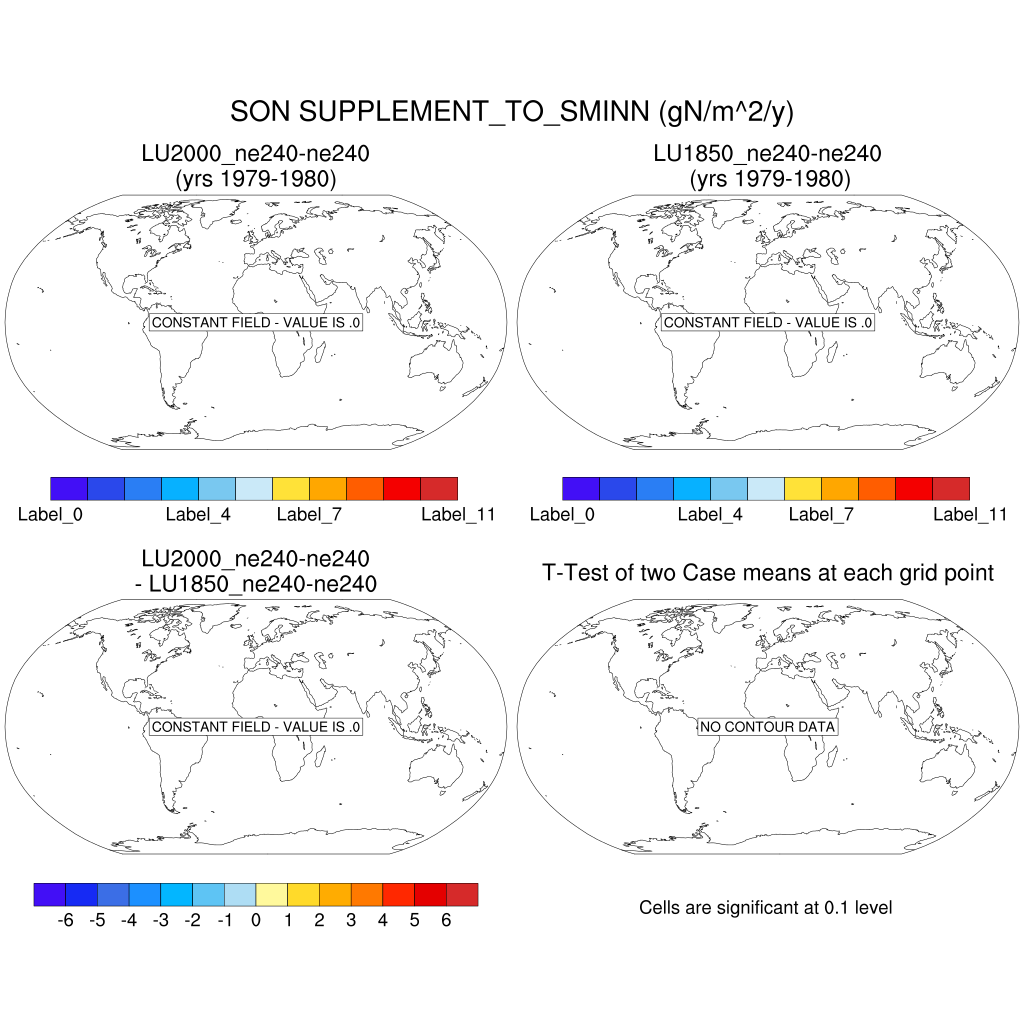 SON SUPPLEMENT_TO_SMINN (gN/m^2/y)
LU2000_ne240-ne240
(yrs 1979-1980)
LU1850_ne240-ne240
(yrs 1979-1980)
CONSTANT FIELD - VALUE IS .0
CONSTANT FIELD - VALUE IS .0
Label_0 Label_4 Label_7 Label_11
Label_0 Label_4 Label_7 Label_11
LU2000_ne240-ne240
- LU1850_ne240-ne240
T-Test of two Case means at each grid point
CONSTANT FIELD - VALUE IS .0
NO CONTOUR DATA
-6 -5 -4 -3 -2 -1 0 1 2 3 4 5 6
Cells are significant at 0.1 level